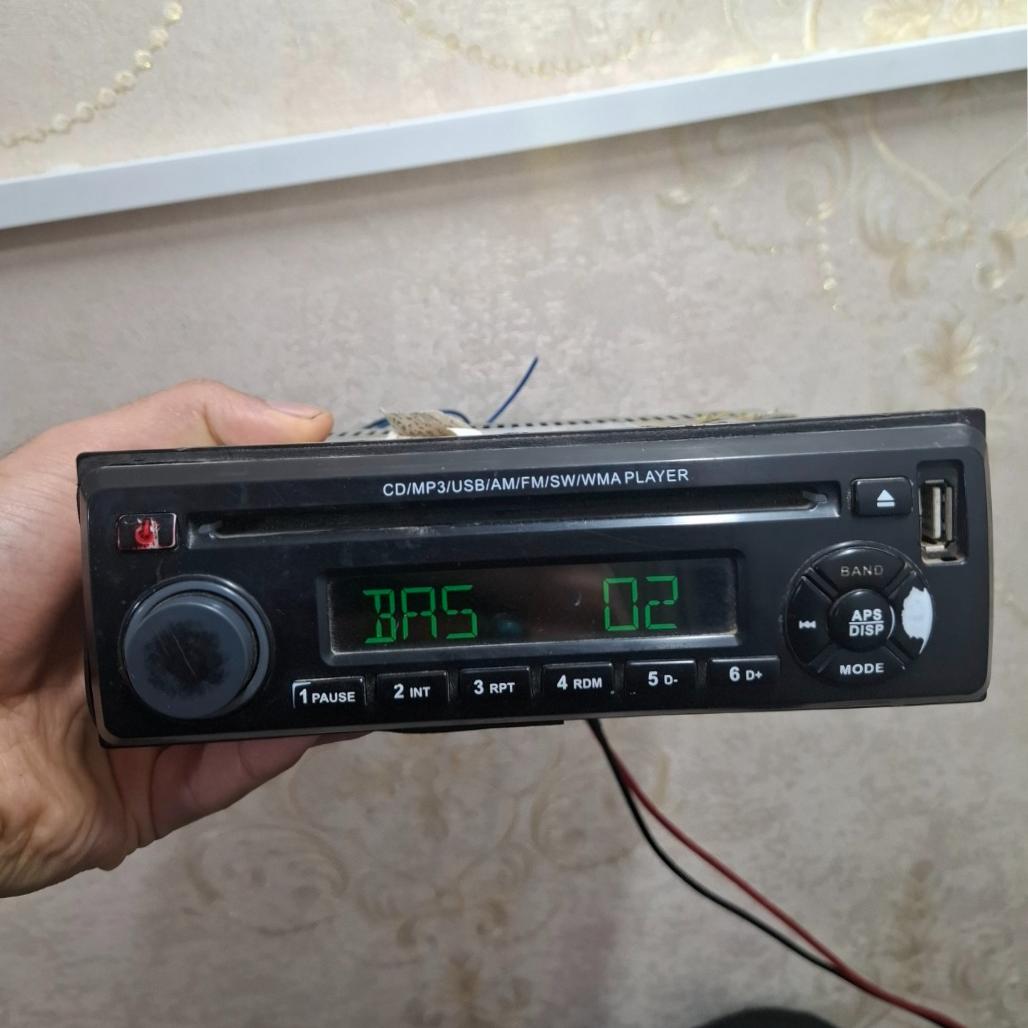 CD/MP3/USB/AM/FM/SW/WMA PLAYER
BAS 02
BAND
APS
DISP
MODE
1 PAUSE 2 INT 3 RPT 4 RDM 5 D- 6 D+